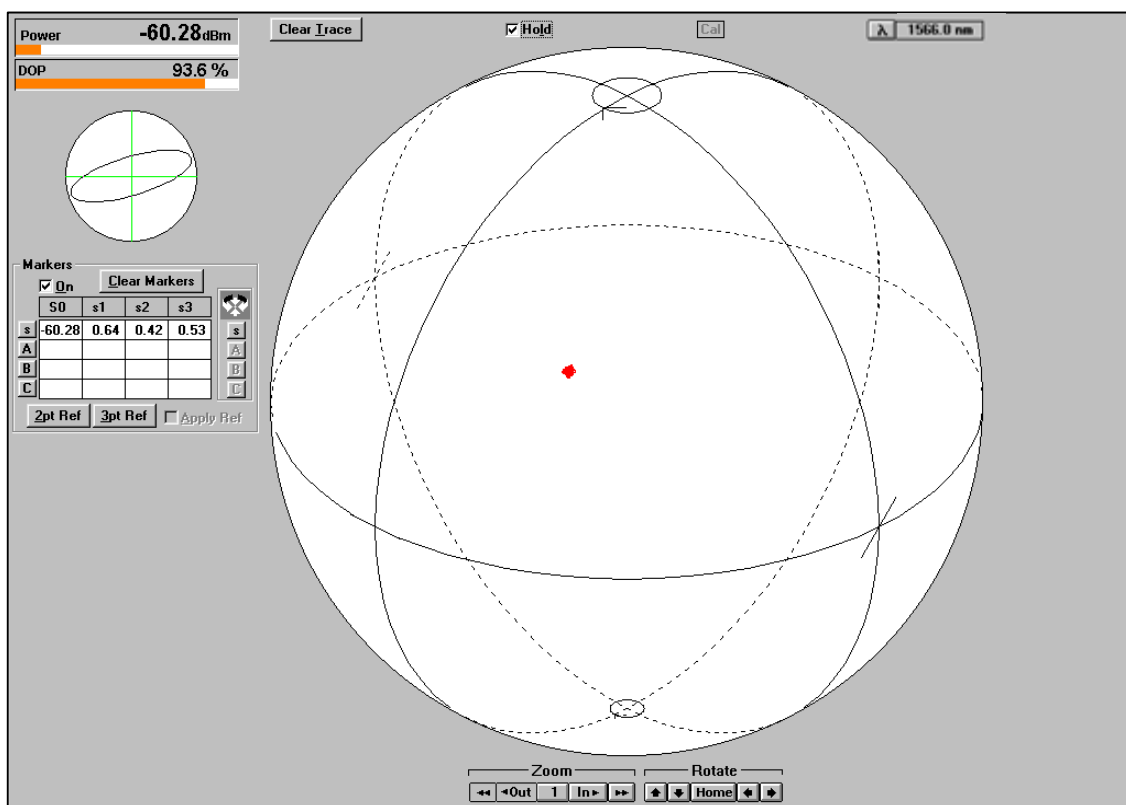 Power -60.28dBm
Clear Trace
Hold
Cal
λ 1566.0 nm
DOP 93.6 %
Markers
On
Clear Markers
S0 s1 s2 s3
s -60.28 0.64 0.42 0.53 s
A A
B B
C C
2pt Ref 3pt Ref Apply Ref
Zoom Rotate
Out 1 In Home